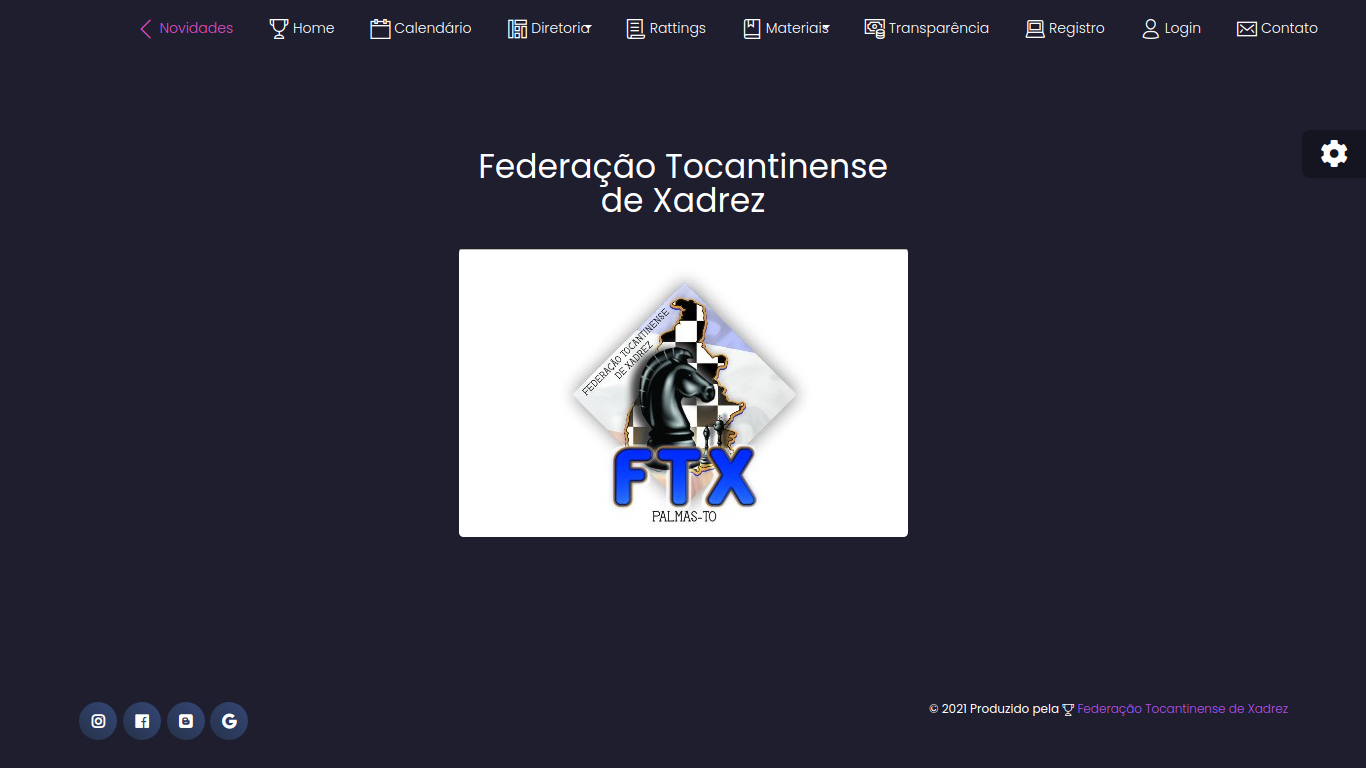 Novidades Home Calendário Diretoria Rattings Materiais Transparência Registro Login Contato
Federação Tocantinense
de Xadrez
FEDERAÇÃO TOCANTINENSE
DE XADREZ
FTX
PALMAS-TO
© 2021 Produzido pela Federação Tocantinense de Xadrez